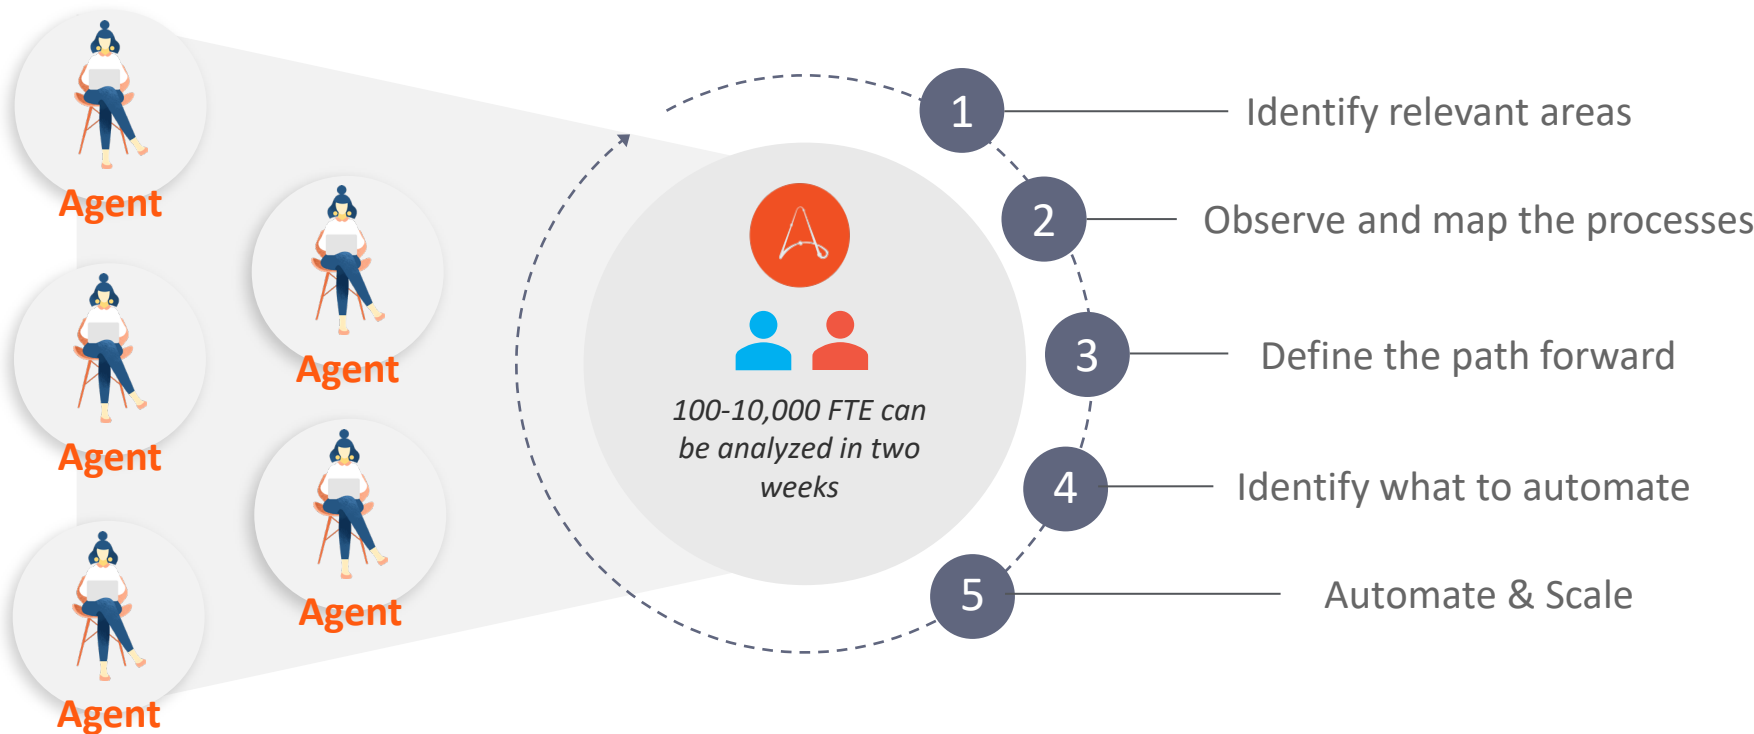 Agent
Agent
Agent
Agent
Agent
100-10,000 FTE can
be analyzed in two
weeks
1
Identify relevant areas
2
Observe and map the processes
3
Define the path forward
4
Identify what to automate
5
Automate & Scale